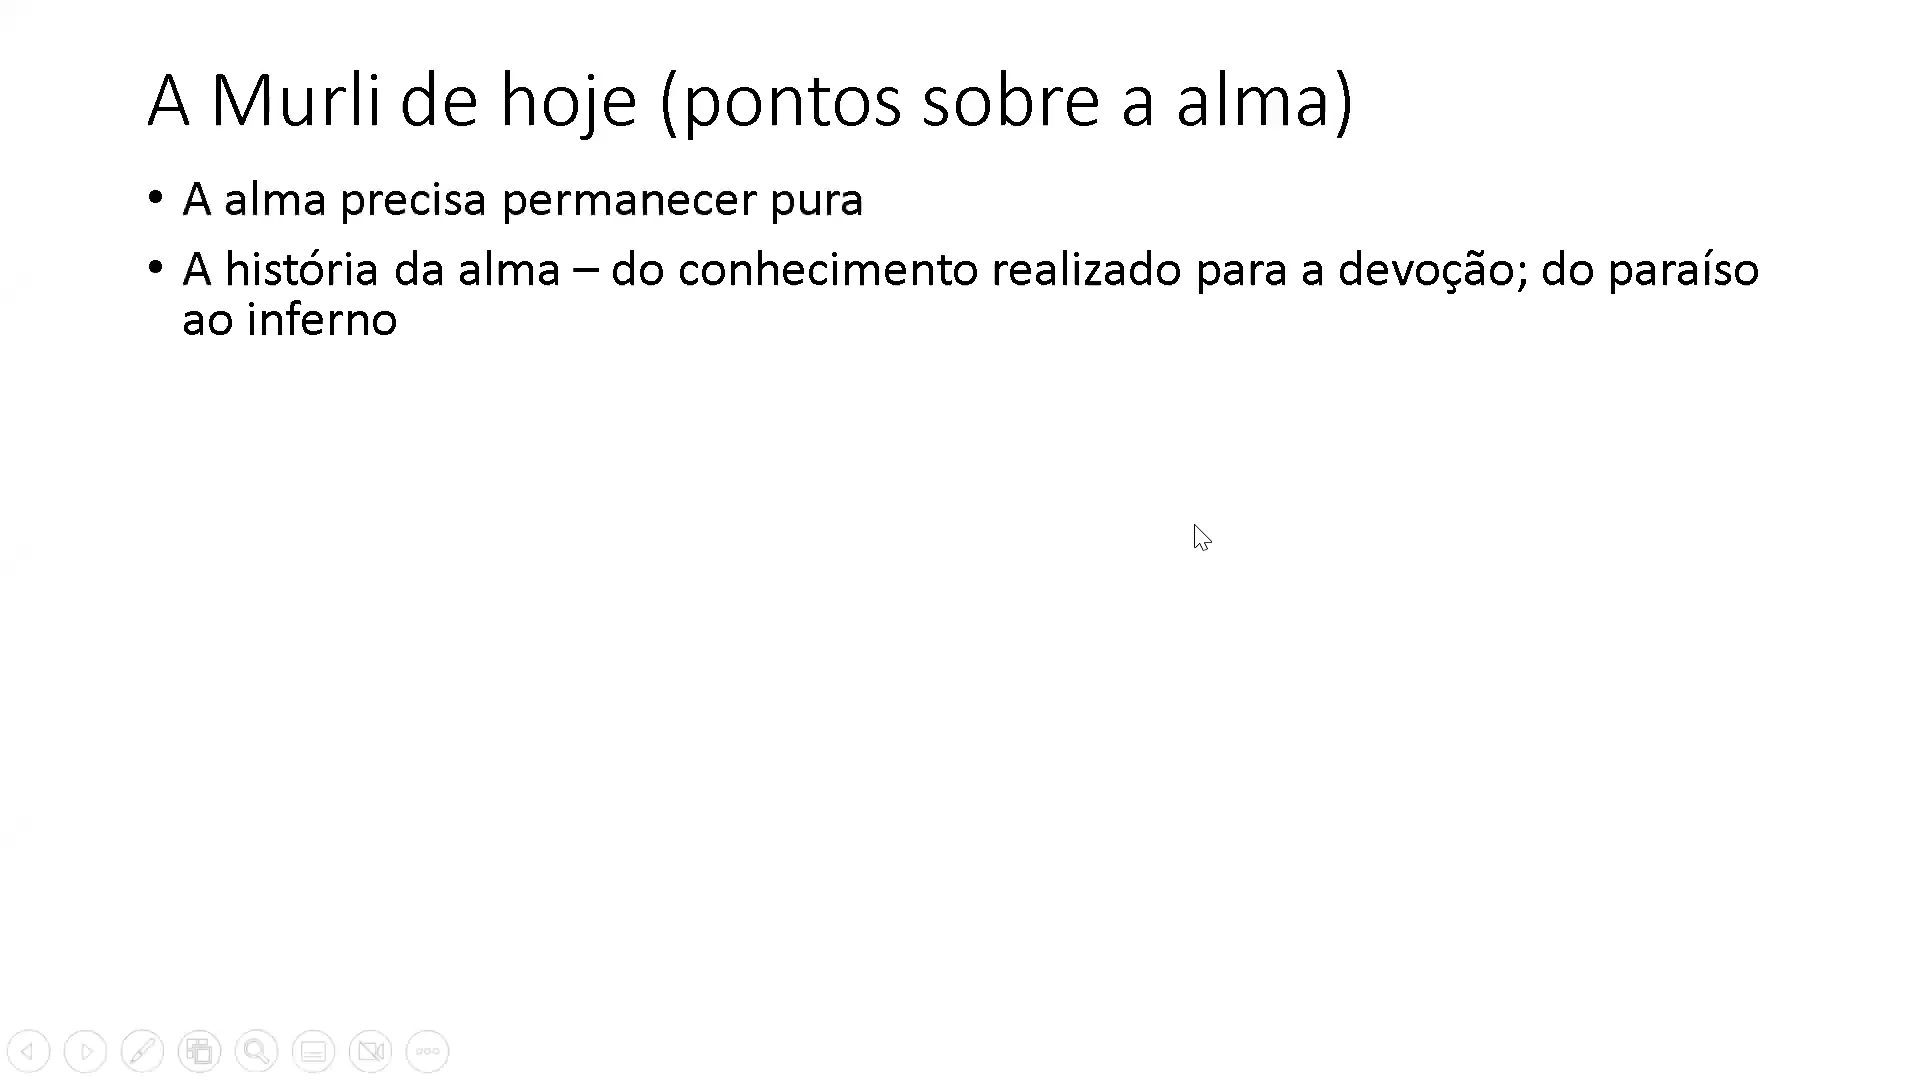 A Murli de hoje (pontos sobre a alma)
• A alma precisa permanecer pura
• A história da alma – do conhecimento realizado para a devoção; do paraíso
ao inferno